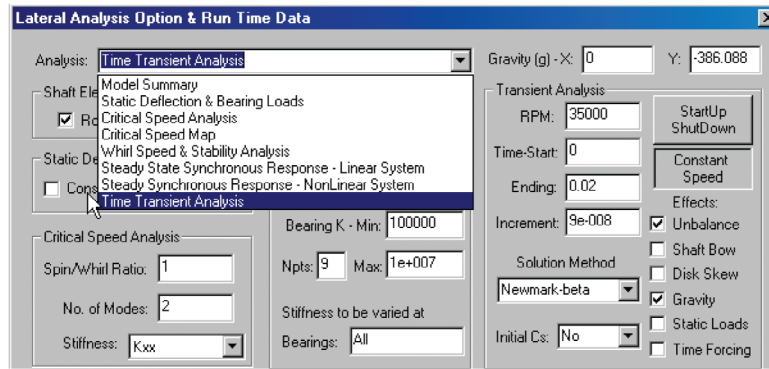 Lateral Analysis Option & Run Time Data
Analysis: Time Transient Analysis
Model Summary
Static Deflection & Bearing Loads
Critical Speed Analysis
Critical Speed Map
Whirl Speed & Stability Analysis
Steady State Synchronous Response - Linear System
Steady Synchronous Response - NonLinear System
Time Transient Analysis
Shaft Ele
Ro
Static De
Cons
Critical Speed Analysis
Spin/Whirl Ratio: 1
No. of Modes: 2
Stiffness: Kxx
Bearing K - Min: 100000
Npts: 9 Max: 1e+007
Stiffness to be varied at
Bearings: All
Gravity (g) - X: 0 Y: -386.088
Transient Analysis
RPM: 35000
Time-Start: 0
Ending: 0.02
Increment: 9e-008
Solution Method
Newmark-beta
Initial Cs: No
StartUp
ShutDown
Constant
Speed
Effects:
Unbalance
Shaft Bow
Disk Skew
Gravity
Static Loads
Time Forcing